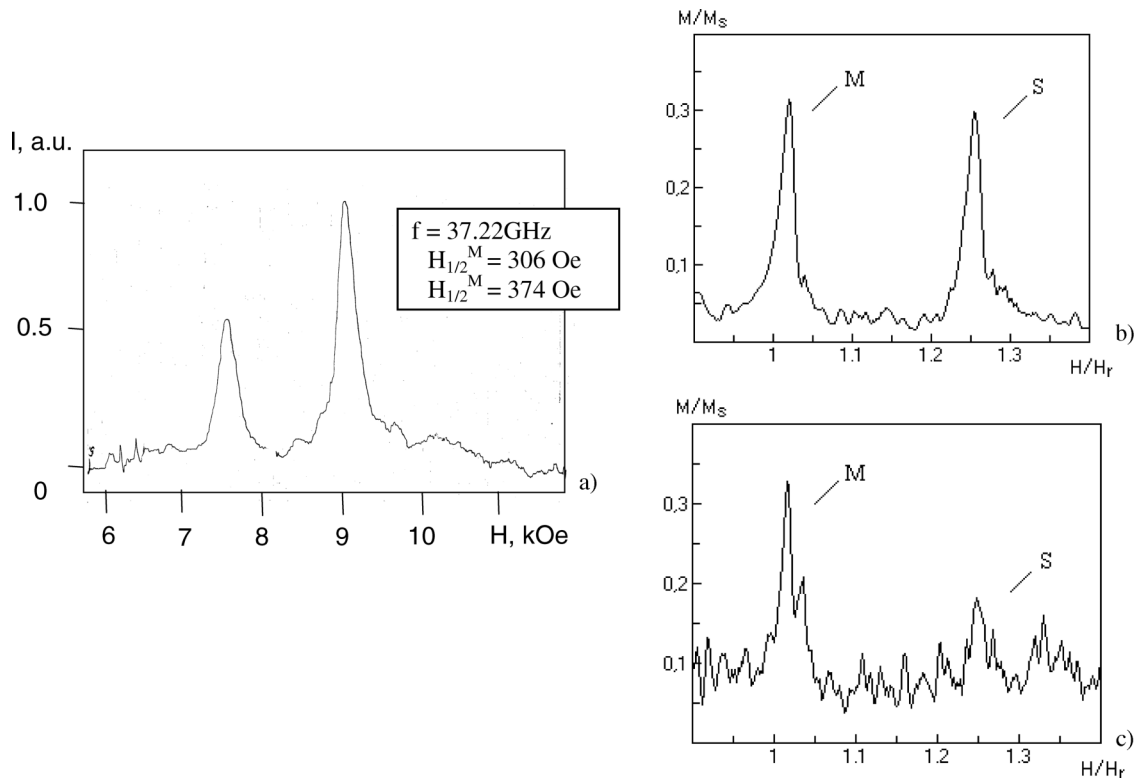 I, a.u.
1.0
0.5
0
6 7 8 9 10 H, kOe
f = 37.22GHz
H1/2^M = 306 Oe
H1/2^M = 374 Oe
a)
M/Ms
0,3
0,2
0,1
M
S
1 1.1 1.2 1.3
H/Hr
b)
M/Ms
0,3
0,2
0,1
M
S
1 1.1 1.2 1.3
H/Hr
c)